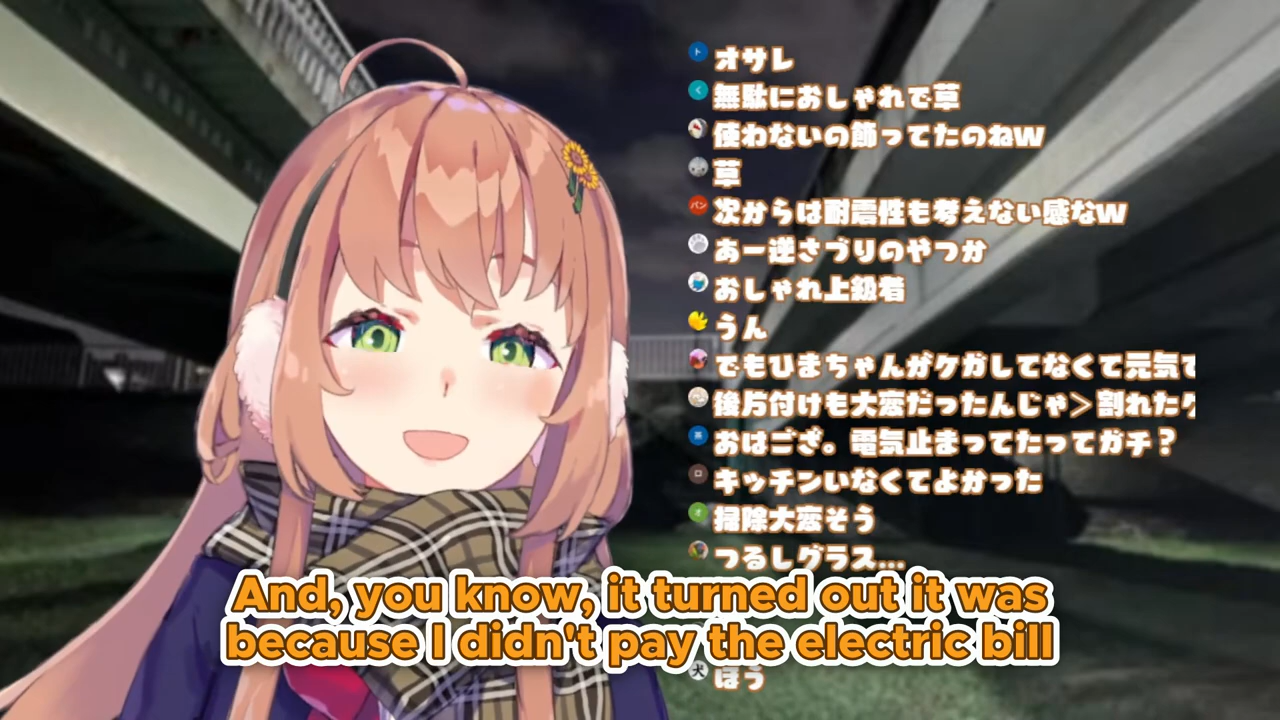 オサレ
無駄におしゃれで草
使わないの飾ってたのねw
草
次からは耐震性も考えない感なw
あー逆さづりのやつか
おしゃれ上級者
うん
でもひまちゃんがケガしてなくて元気で
後片付けも大変だったんじゃ＞割れたグ
おはござ。電気止まってたってガチ？
キッチンいなくてよかった
掃除大変そう
つるしグラス...
And, you know, it turned out it was
because I didn't pay the electric bill
ほう